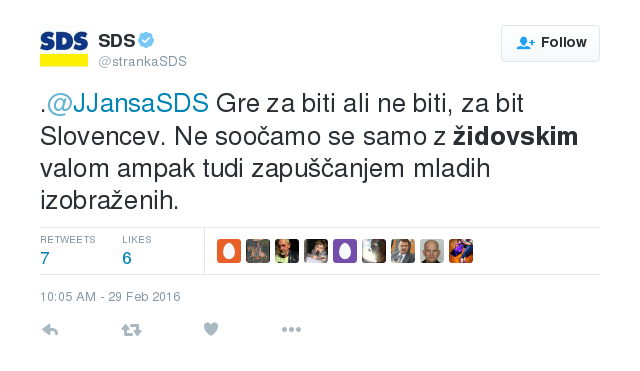 SDS
SDS
@strankaSDS
Follow
.@JJansaSDS Gre za biti ali ne biti, za bit
Slovencev. Ne soočamo se samo z židovskim
valom ampak tudi zapuščanjem mladih
izobraženih.
RETWEETS LIKES
7 6
10:05 AM - 29 Feb 2016